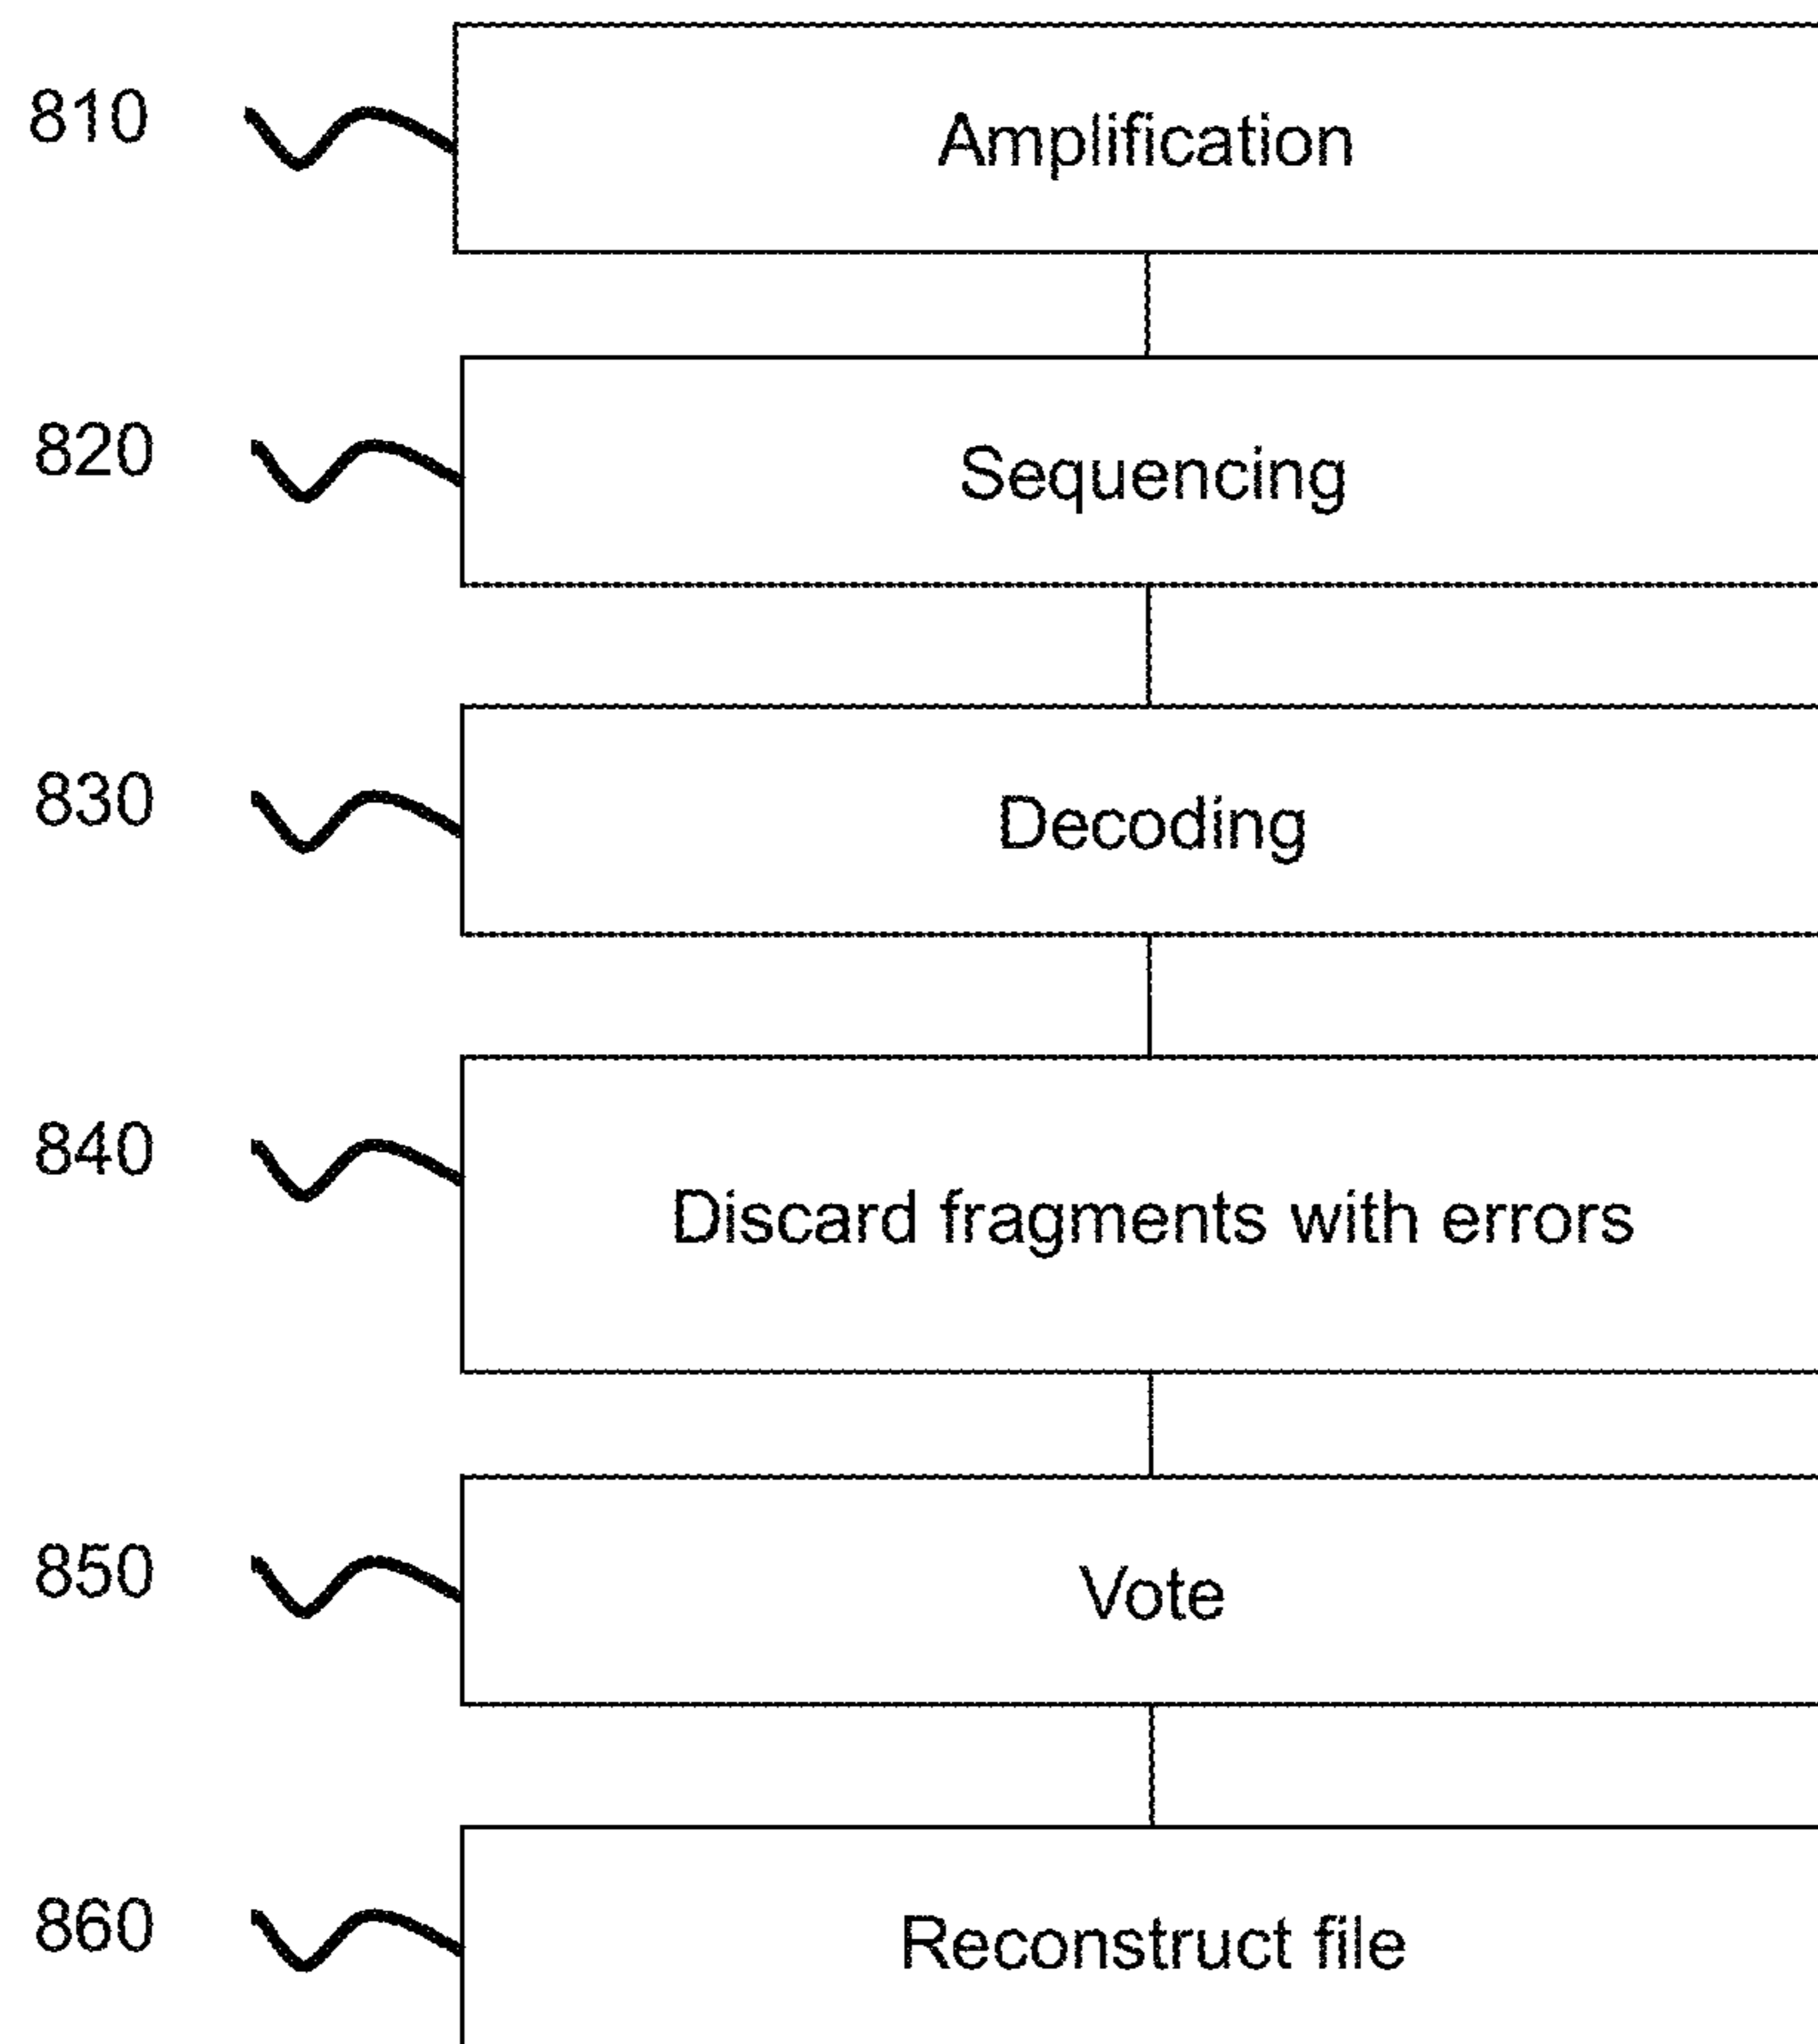 810 Amplification
820 Sequencing
830 Decoding
840 Discard fragments with errors
850 Vote
860 Reconstruct file